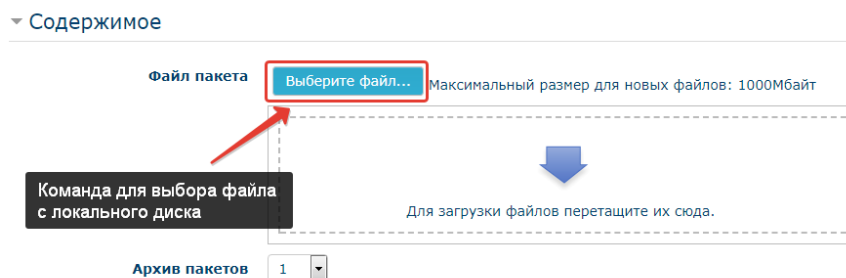 Содержимое
Файл пакета
Выберите файл...
Максимальный размер для новых файлов: 1000Мбайт
Команда для выбора файла
с локального диска
Для загрузки файлов перетащите их сюда.
Архив пакетов
1